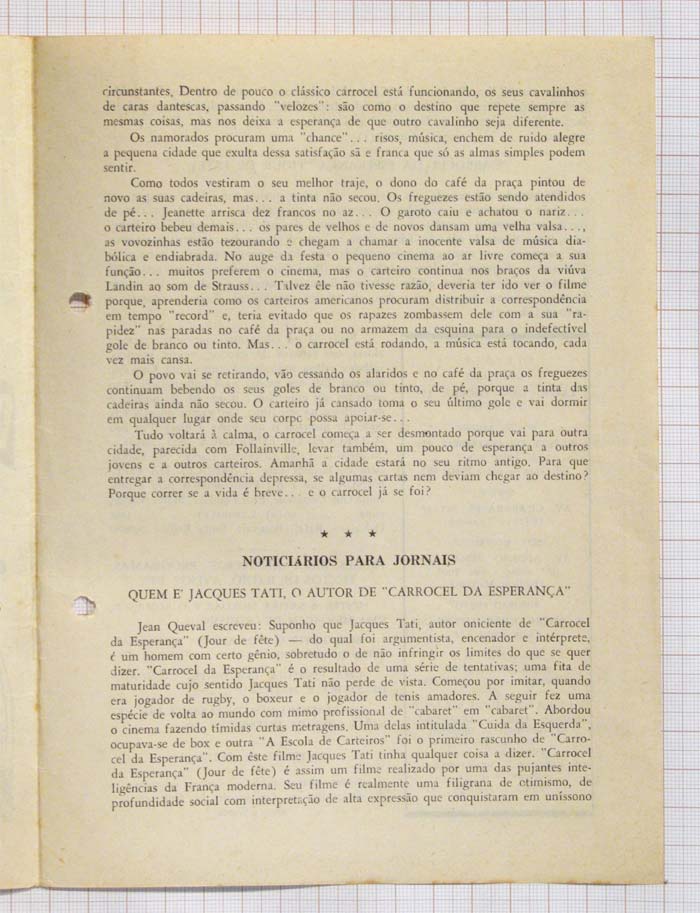 circunstantes. Dentro de pouco o clássico carrocel está funcionando, os seus cavalinhos
de caras dantescas, passando "velozes": são como o destino que repete sempre as
mesmas coisas, mas nos deixa a esperança de que outro cavalinho seja diferente.
Os namorados procuram uma "chance"... risos, música, enchem de ruido alegre
a pequena cidade que exulta dessa satisfação sã e franca que só as almas simples podem
sentir.
Como todos vestiram o seu melhor traje, o dono do café da praça pintou de
novo as suas cadeiras, mas... a tinta não secou. Os freguezes estão sendo atendidos
de pé... Jeanette arrisca dez francos no az... O garoto caiu e achatou o nariz...
o carteiro bebeu demais... os pares de velhos e de novos dansam uma velha valsa...,
as vovozinhas estão tezourando e chegam a chamar a inocente valsa de música dia-
bólica e endiabrada. No auge da festa o pequeno cinema ao ar livre começa a sua
função... muitos preferem o cinema, mas o carteiro continua nos braços da viúva
Landin ao som de Strauss... Talvez êle não tivesse razão, deveria ter ido ver o filme
porque, aprenderia como os carteiros americanos procuram distribuir a correspondência
em tempo "record" e, teria evitado que os rapazes zombassem dele com a sua "ra-
pidez" nas paradas no café da praça ou no armazem da esquina para o indefectível
gole de branco ou tinto. Mas... o carrocel está rodando, a música está tocando, cada
vez mais cansa.
O povo vai se retirando, vão cessando os alaridos e no café da praça os freguezes
continuam bebendo os seus goles de branco ou tinto, de pé, porque a tinta das
cadeiras ainda não secou. O carteiro já cansado toma o seu último gole e vai dormir
em qualquer lugar onde seu corpo possa apoiar-se...
Tudo voltará à calma, o carrocel começa a ser desmontado porque vai para outra
cidade, parecida com Follainville, levar também, um pouco de esperança a outros
jovens e a outros carteiros. Amanhã a cidade estará no seu ritmo antigo. Para que
entregar a correspondência depressa, se algumas cartas nem deviam chegar ao destino?
Porque correr se a vida é breve... e o carrocel já se foi?
★ ★ ★
NOTICIÁRIOS PARA JORNAIS
QUEM E' JACQUES TATI, O AUTOR DE "CARROCEL DA ESPERANÇA"
Jean Queval escreveu: Suponho que Jacques Tati, autor oniciente de "Carrocel
da Esperança" (Jour de fête) — do qual foi argumentista, encenador e intérprete,
é um homem com certo gênio, sobretudo o de não infringir os limites do que se quer
dizer. "Carrocel da Esperança" é o resultado de uma série de tentativas; uma fita de
maturidade cujo sentido Jacques Tati não perde de vista. Começou por imitar, quando
era jogador de rugby, o boxeur e o jogador de tenis amadores. A seguir fez uma
espécie de volta ao mundo com mimo profissional de "cabaret" em "cabaret". Abordou
o cinema fazendo tímidas curtas metragens. Uma delas intitulada "Cuida da Esquerda",
ocupava-se de box e outra "A Escola de Carteiros" foi o primeiro rascunho de "Carro-
cel da Esperança". Com êste filme Jacques Tati tinha qualquer coisa a dizer. "Carrocel
da Esperança" (Jour de fête) é assim um filme realizado por uma das pujantes inte-
ligências da França moderna. Seu filme é realmente uma filigrana de otimismo, de
profundidade social com interpretação de alta expressão que conquistaram em uníssono